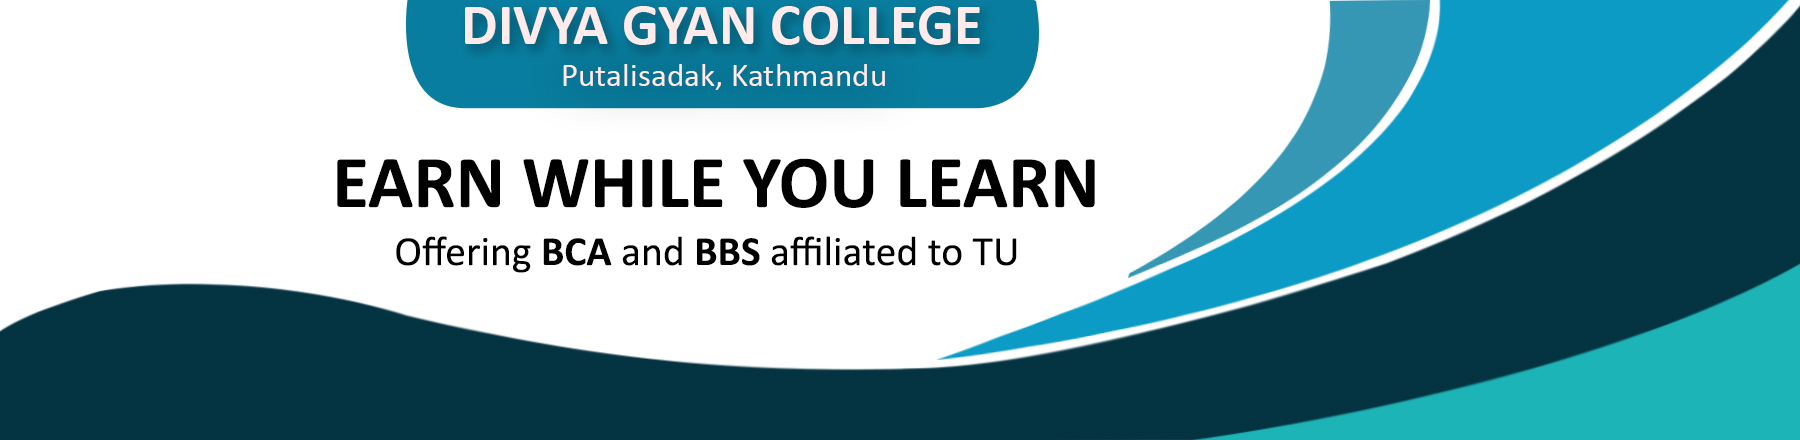 DIVYA GYAN COLLEGE
Putalisadak, Kathmandu
EARN WHILE YOU LEARN
Offering BCA and BBS affiliated to TU